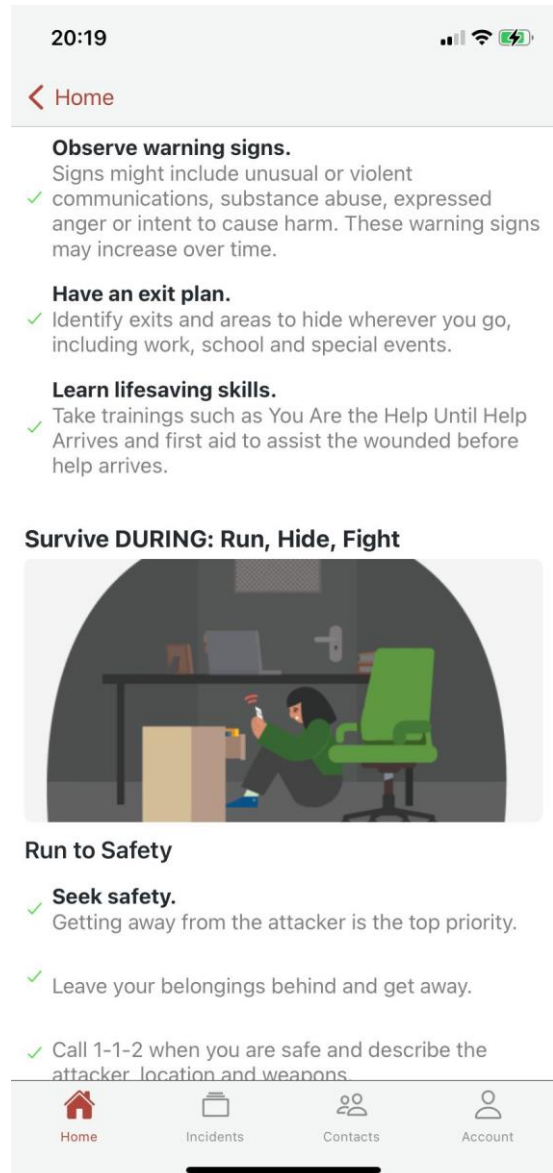 20:19
Home
Observe warning signs.
Signs might include unusual or violent
communications, substance abuse, expressed
anger or intent to cause harm. These warning signs
may increase over time.
Have an exit plan.
Identify exits and areas to hide wherever you go,
including work, school and special events.
Learn lifesaving skills.
Take trainings such as You Are the Help Until Help
Arrives and first aid to assist the wounded before
help arrives.
Survive DURING: Run, Hide, Fight
Run to Safety
Seek safety.
Getting away from the attacker is the top priority.
Leave your belongings behind and get away.
Call 1-1-2 when you are safe and describe the
attacker, location and weapons.
Home
Incidents
Contacts
Account